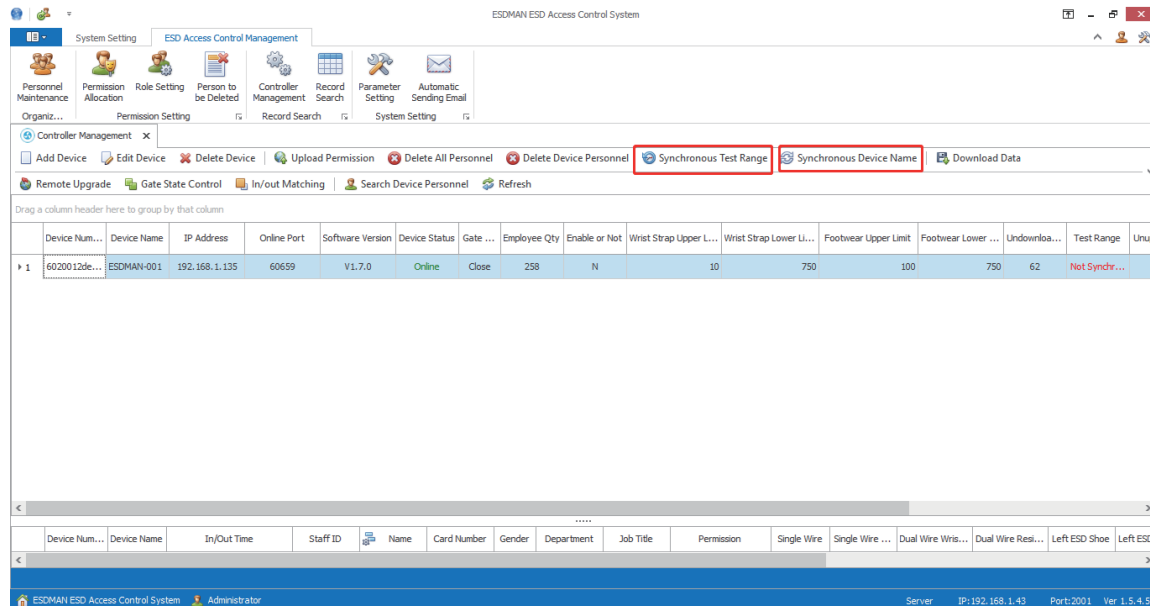 ESDMAN ESD Access Control System
System Setting ESD Access Control Management
Personnel Maintenance Permission Allocation Role Setting Person to be Deleted Controller Management Record Search Parameter Setting Automatic Sending Email
Organiz... Permission Setting Record Search System Setting
Controller Management x
Add Device Edit Device Delete Device Upload Permission Delete All Personnel Delete Device Personnel Synchronous Test Range Synchronous Device Name Download Data
Remote Upgrade Gate State Control In/out Matching Search Device Personnel Refresh
Drag a column header here to group by that column
Device Num... Device Name IP Address Online Port Software Version Device Status Gate ... Employee Qty Enable or Not Wrist Strap Upper L... Wrist Strap Lower Li... Footwear Upper Limit Footwear Lower ... Undownloa... Test Range Unu
1 6020012de... ESDMAN-001 192.168.1.135 60659 V1.7.0 Online Close 258 N 10 750 100 750 62 Not Synchr...
Device Num... Device Name In/Out Time Staff ID Name Card Number Gender Department Job Title Permission Single Wire Single Wire ... Dual Wire Wris... Dual Wire Resi... Left ESD Shoe Left ESD
ESDMAN ESD Access Control System Administrator Server IP:192.168.1.43 Port:2001 Ver 1.5.4.5